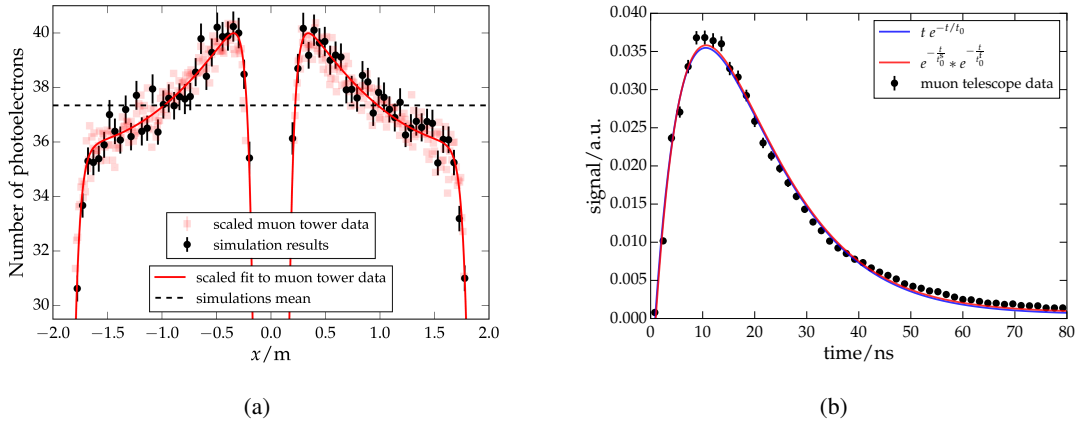 40
38
36
34
32
30
Number of photoelectrons
scaled muon tower data
simulation results
scaled fit to muon tower data
simulations mean
−2.0 −1.5 −1.0 −0.5 0.0 0.5 1.0 1.5 2.0
x/m
(a)
0.040
0.035
0.030
0.025
0.020
0.015
0.010
0.005
0.000
signal/a.u.
t e^{−t/t_0}
muon telescope data
0 10 20 30 40 50 60 70 80
time/ns
(b)